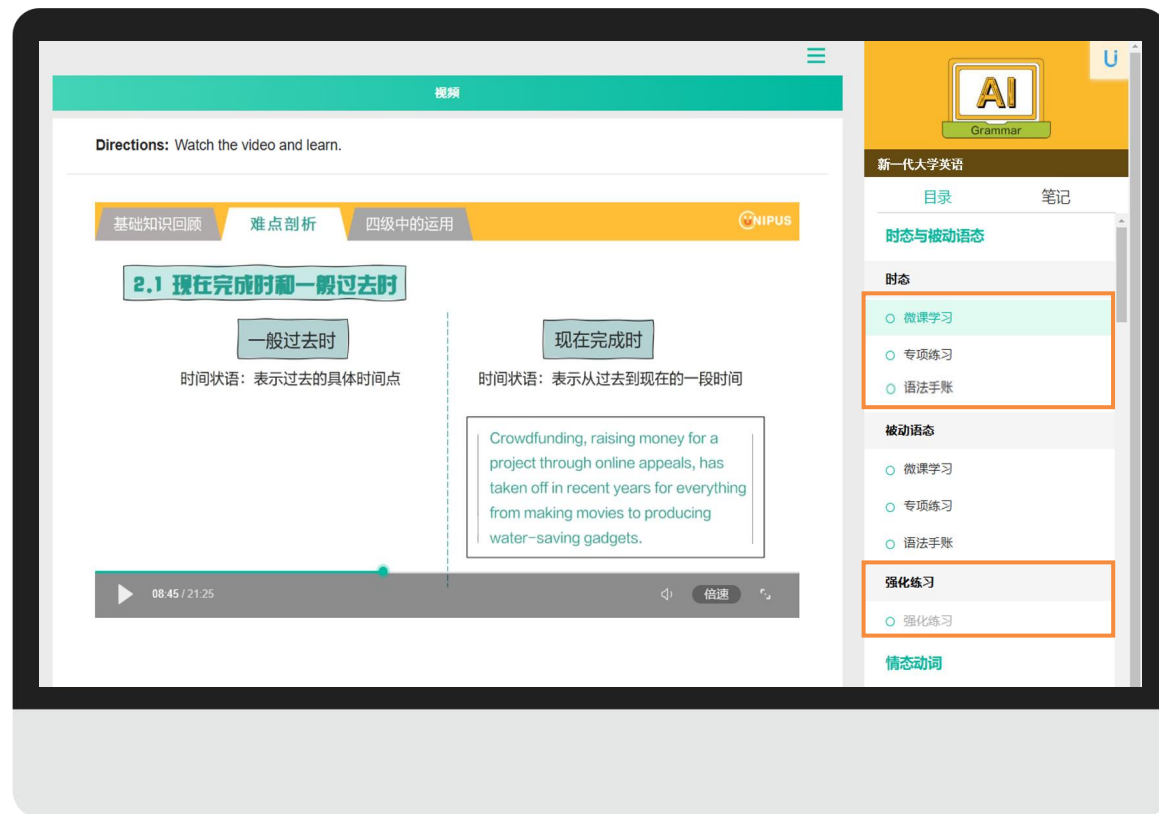 视频
Directions: Watch the video and learn.
基础知识回顾
难点剖析
四级中的运用
UNIPUS
2.1 现在完成时和一般过去时
一般过去时
时间状语：表示过去的具体时间点
现在完成时
时间状语：表示从过去到现在的一段时间
Crowdfunding, raising money for a
project through online appeals, has
taken off in recent years for everything
from making movies to producing
water-saving gadgets.
08:45 / 21:25
倍速
U
AI
Grammar
新一代大学英语
目录
笔记
时态与被动语态
时态
微课学习
专项练习
语法手账
被动语态
微课学习
专项练习
语法手账
强化练习
强化练习
情态动词